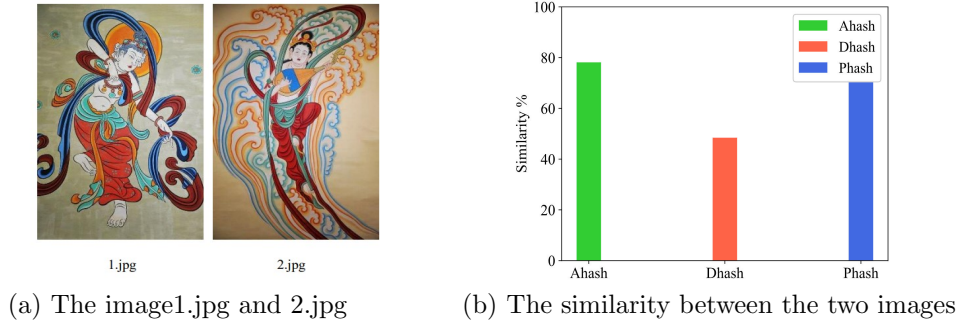 1.jpg
2.jpg
(a) The image1.jpg and 2.jpg
100
80
60
40
20
0
Similarity %
Ahash
Dhash
Phash
Ahash
Dhash
Phash
(b) The similarity between the two images